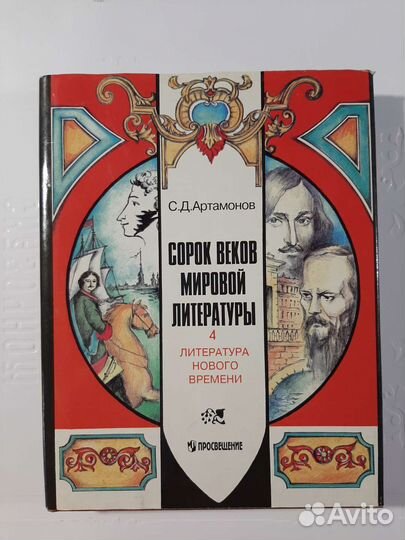 С.Д.Артамонов
СОРОК ВЕКОВ
МИРОВОЙ
ЛИТЕРАТУРЫ
4
ЛИТЕРАТУРА
НОВОГО
ВРЕМЕНИ
ПРОСВЕЩЕНИЕ
Avito